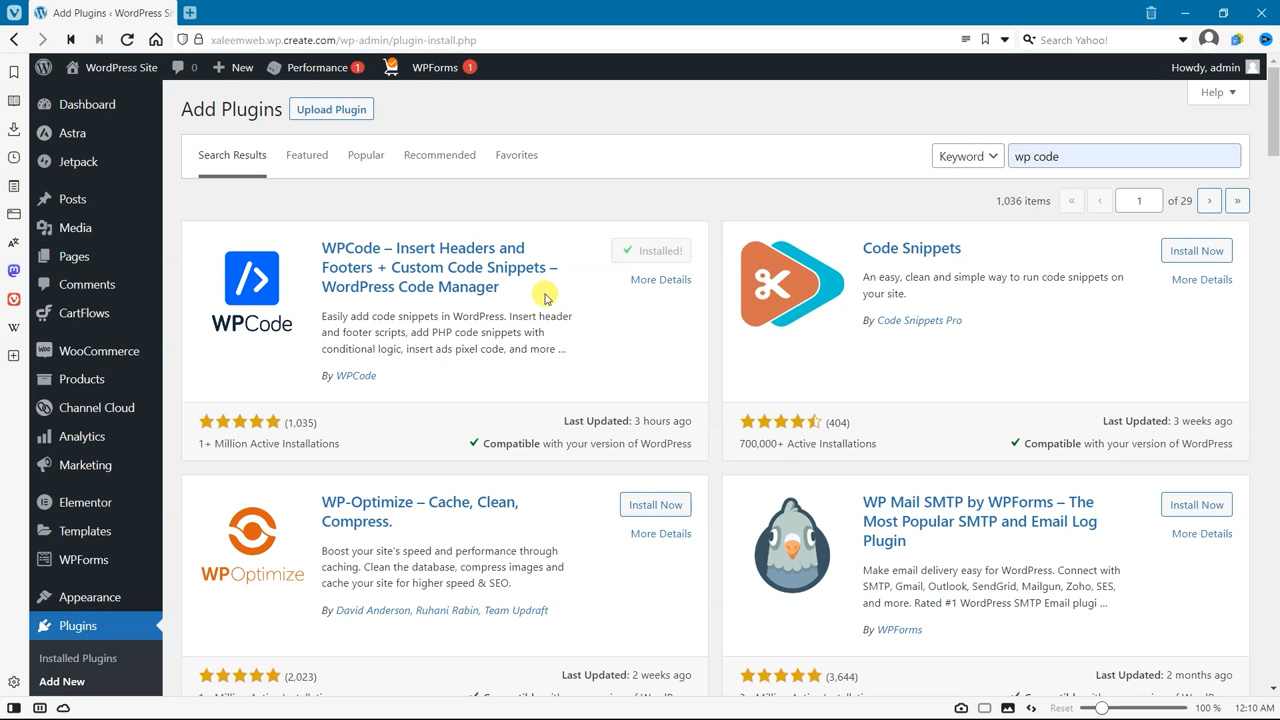 Add Plugins ‹ WordPress Sit
xaleemweb.wp.create.com/wp-admin/plugin-install.php
Search Yahoo!
WordPress Site
0
New
Performance 1
WPForms 1
Howdy, admin
Dashboard
Astra
Jetpack
Posts
Media
Pages
Comments
CartFlows
WooCommerce
Products
Channel Cloud
Analytics
Marketing
Elementor
Templates
WPForms
Appearance
Plugins
Installed Plugins
Add New
Add Plugins
Upload Plugin
Help
Search Results
Featured
Popular
Recommended
Favorites
Keyword
wp code
1,036 items « ‹ 1 of 29 › »
WPCode
WPCode – Insert Headers and
Footers + Custom Code Snippets –
WordPress Code Manager
Installed!
More Details
Easily add code snippets in WordPress. Insert header
and footer scripts, add PHP code snippets with
conditional logic, insert ads pixel code, and more ...
By WPCode
(1,035)
1+ Million Active Installations
Last Updated: 3 hours ago
Compatible with your version of WordPress
Code Snippets
Install Now
More Details
An easy, clean and simple way to run code snippets on
your site.
By Code Snippets Pro
(404)
700,000+ Active Installations
Last Updated: 3 weeks ago
Compatible with your version of WordPress
WPOptimize
WP-Optimize – Cache, Clean,
Compress.
Install Now
More Details
Boost your site's speed and performance through
caching. Clean the database, compress images and
cache your site for higher speed & SEO.
By David Anderson, Ruhani Rabin, Team Updraft
(2,023)
Last Updated: 2 weeks ago
WP Mail SMTP by WPForms – The
Most Popular SMTP and Email Log
Plugin
Install Now
More Details
Make email delivery easy for WordPress. Connect with
SMTP, Gmail, Outlook, SendGrid, Mailgun, Zoho, SES,
and more. Rated #1 WordPress SMTP Email plugi ...
By WPForms
(3,644)
Last Updated: 2 months ago
Reset
100 %
12:10 AM